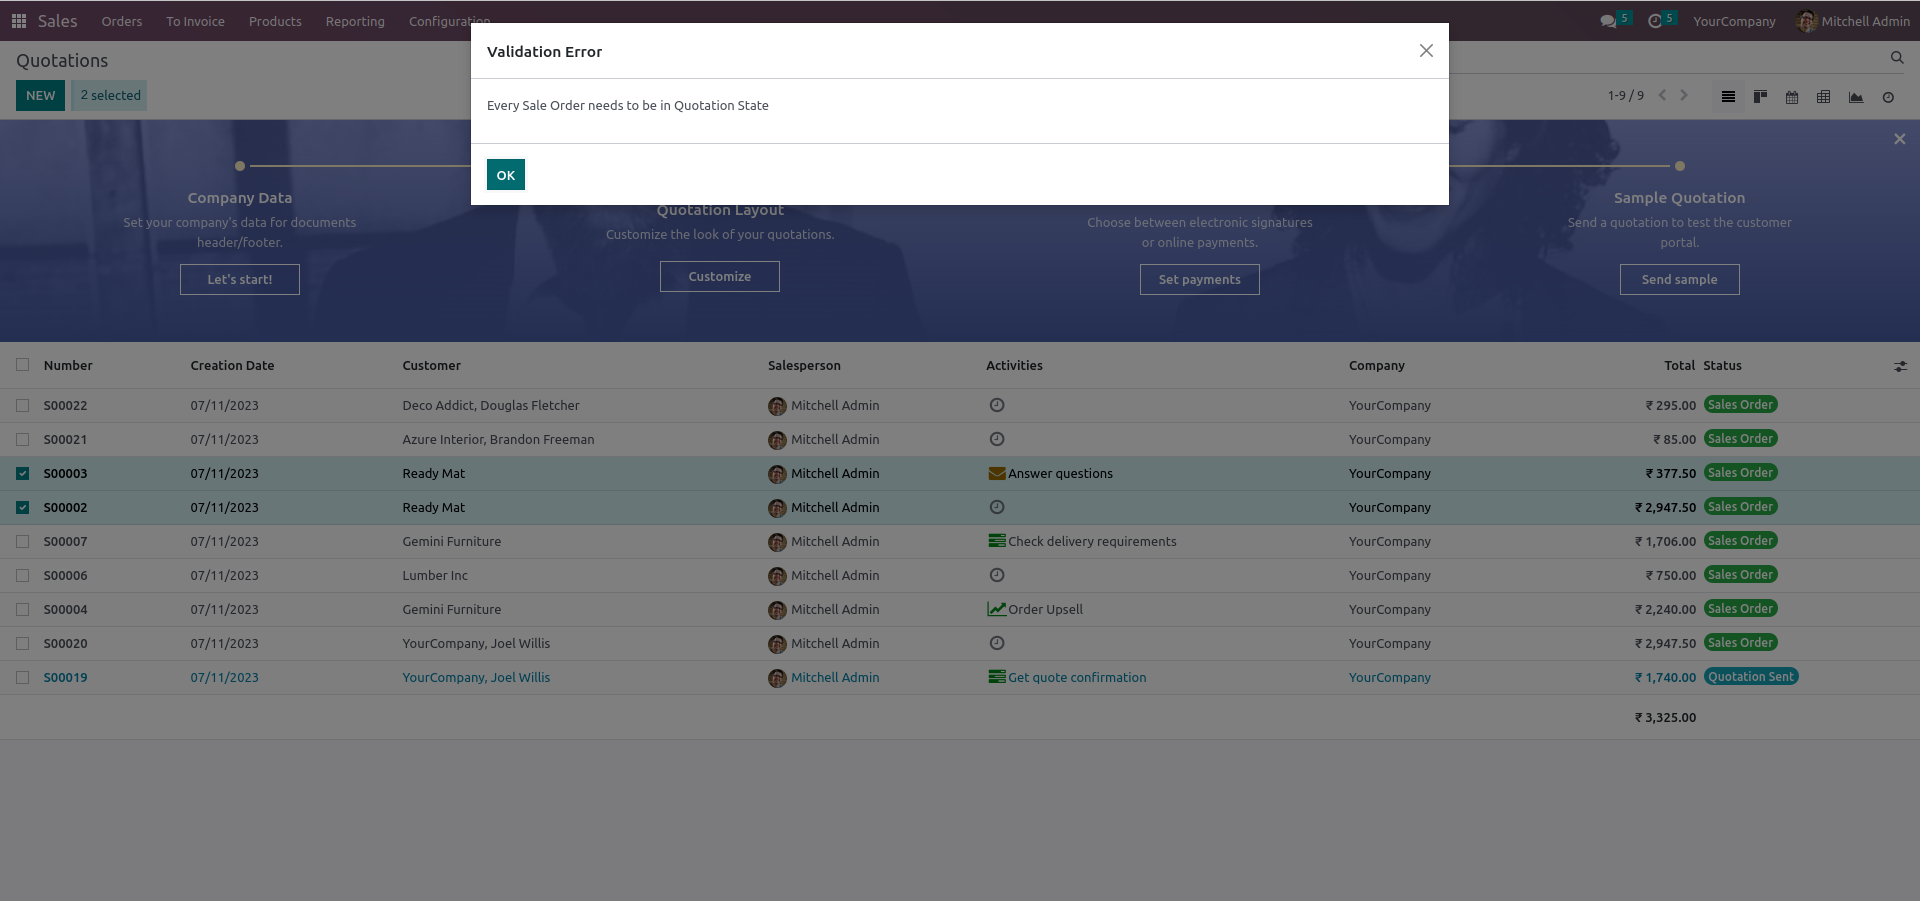 Sales Orders To Invoice Products Reporting Configuration 5 5 YourCompany Mitchell Admin
Validation Error
Every Sale Order needs to be in Quotation State
OK
Quotations
NEW 2 selected 1-9 / 9
Company Data
Set your company's data for documents
header/footer.
Let's start!
Quotation Layout
Customize the look of your quotations.
Customize
Choose between electronic signatures
or online payments.
Set payments
Sample Quotation
Send a quotation to test the customer
portal.
Send sample
Number Creation Date Customer Salesperson Activities Company Total Status
S00022 07/11/2023 Deco Addict, Douglas Fletcher Mitchell Admin YourCompany ₹ 295.00 Sales Order
S00021 07/11/2023 Azure Interior, Brandon Freeman Mitchell Admin YourCompany ₹ 85.00 Sales Order
S00003 07/11/2023 Ready Mat Mitchell Admin Answer questions YourCompany ₹ 377.50 Sales Order
S00002 07/11/2023 Ready Mat Mitchell Admin YourCompany ₹ 2,947.50 Sales Order
S00007 07/11/2023 Gemini Furniture Mitchell Admin Check delivery requirements YourCompany ₹ 1,706.00 Sales Order
S00006 07/11/2023 Lumber Inc Mitchell Admin YourCompany ₹ 750.00 Sales Order
S00004 07/11/2023 Gemini Furniture Mitchell Admin Order Upsell YourCompany ₹ 2,240.00 Sales Order
S00020 07/11/2023 YourCompany, Joel Willis Mitchell Admin YourCompany ₹ 2,947.50 Sales Order
S00019 07/11/2023 YourCompany, Joel Willis Mitchell Admin Get quote confirmation YourCompany ₹ 1,740.00 Quotation Sent
₹ 3,325.00